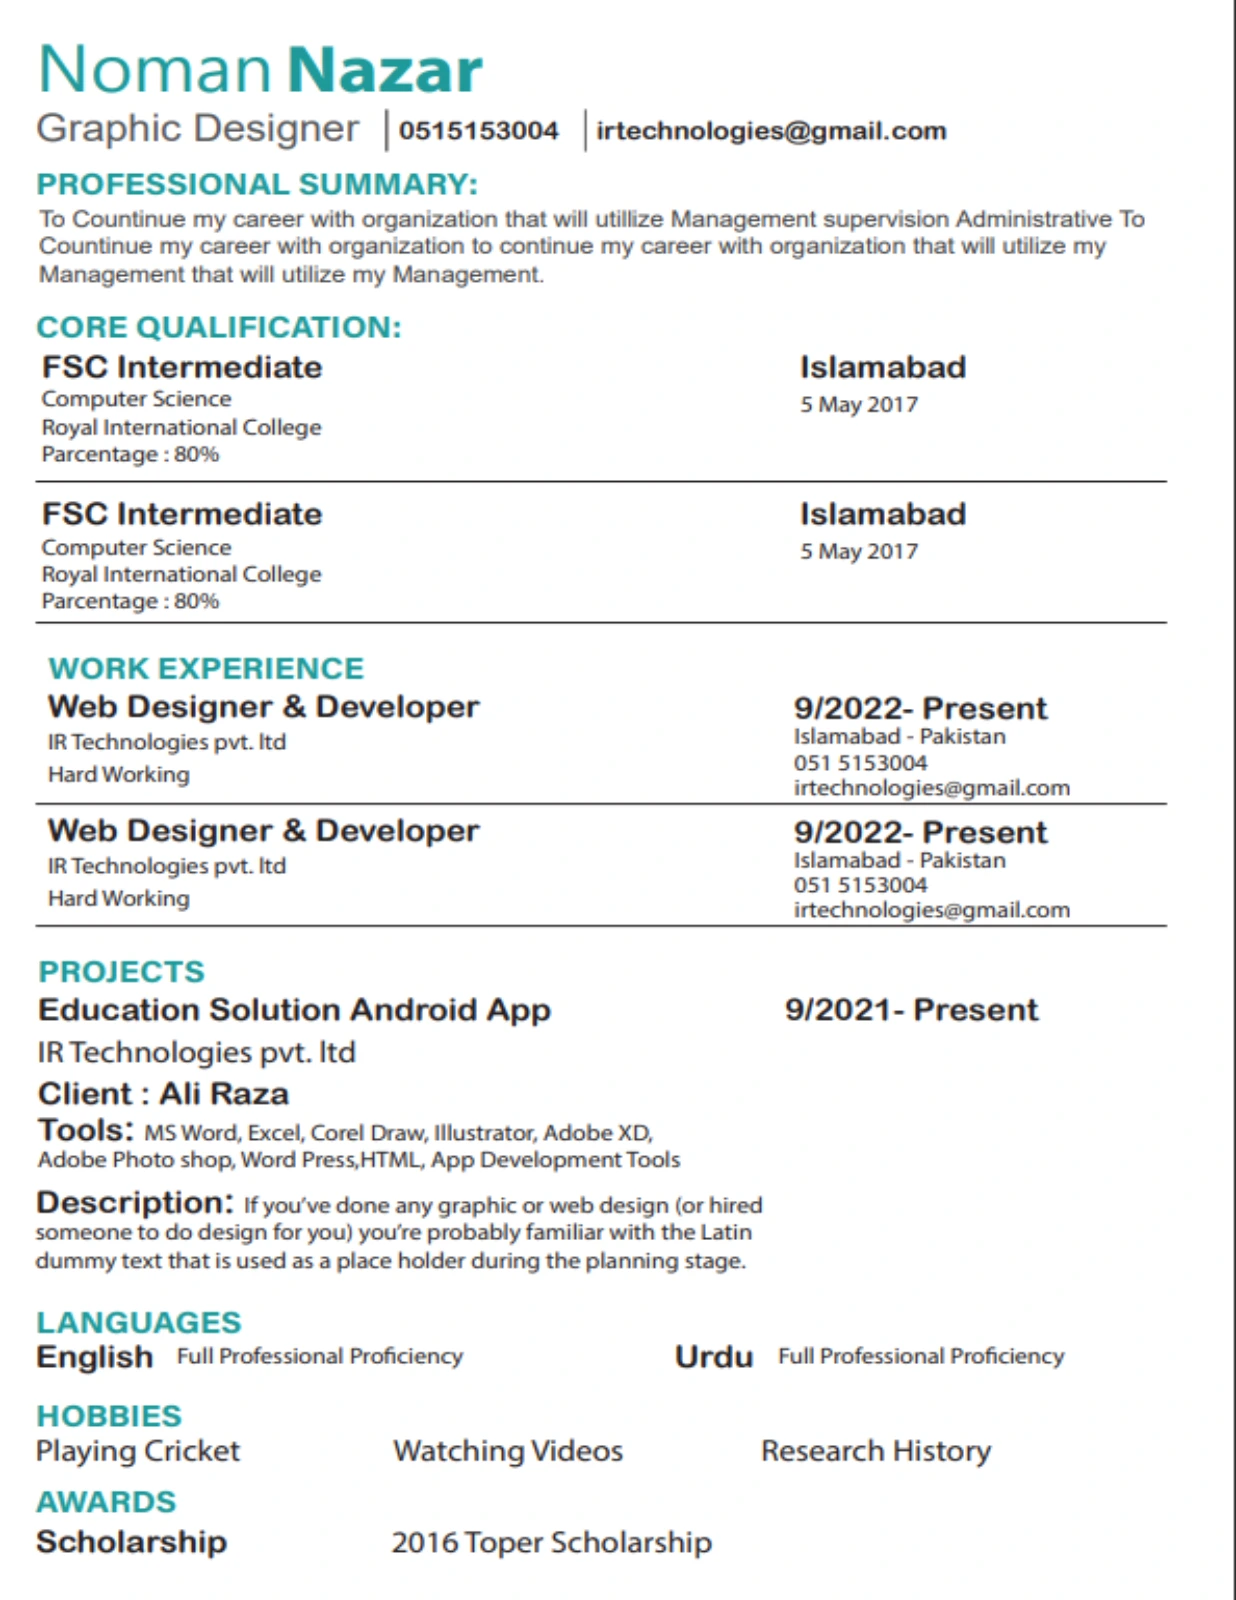 Noman Nazar
Graphic Designer | 0515153004 | irtechnologies@gmail.com
PROFESSIONAL SUMMARY:
To Countinue my career with organization that will utillize Management supervision Administrative To
Countinue my career with organization to continue my career with organization that will utilize my
Management that will utilize my Management.
CORE QUALIFICATION:
FSC Intermediate Islamabad
Computer Science 5 May 2017
Royal International College
Parcentage : 80%
FSC Intermediate Islamabad
Computer Science 5 May 2017
Royal International College
Parcentage : 80%
WORK EXPERIENCE
Web Designer & Developer 9/2022- Present
IR Technologies pvt. ltd Islamabad - Pakistan
051 5153004
Hard Working irtechnologies@gmail.com
Web Designer & Developer 9/2022- Present
IR Technologies pvt. ltd Islamabad - Pakistan
051 5153004
Hard Working irtechnologies@gmail.com
PROJECTS
Education Solution Android App 9/2021- Present
IR Technologies pvt. ltd
Client : Ali Raza
Tools: MS Word, Excel, Corel Draw, Illustrator, Adobe XD,
Adobe Photo shop, Word Press,HTML, App Development Tools
Description: If you’ve done any graphic or web design (or hired
someone to do design for you) you’re probably familiar with the Latin
dummy text that is used as a place holder during the planning stage.
LANGUAGES
English Full Professional Proficiency Urdu Full Professional Proficiency
HOBBIES
Playing Cricket Watching Videos Research History
AWARDS
Scholarship 2016 Toper Scholarship